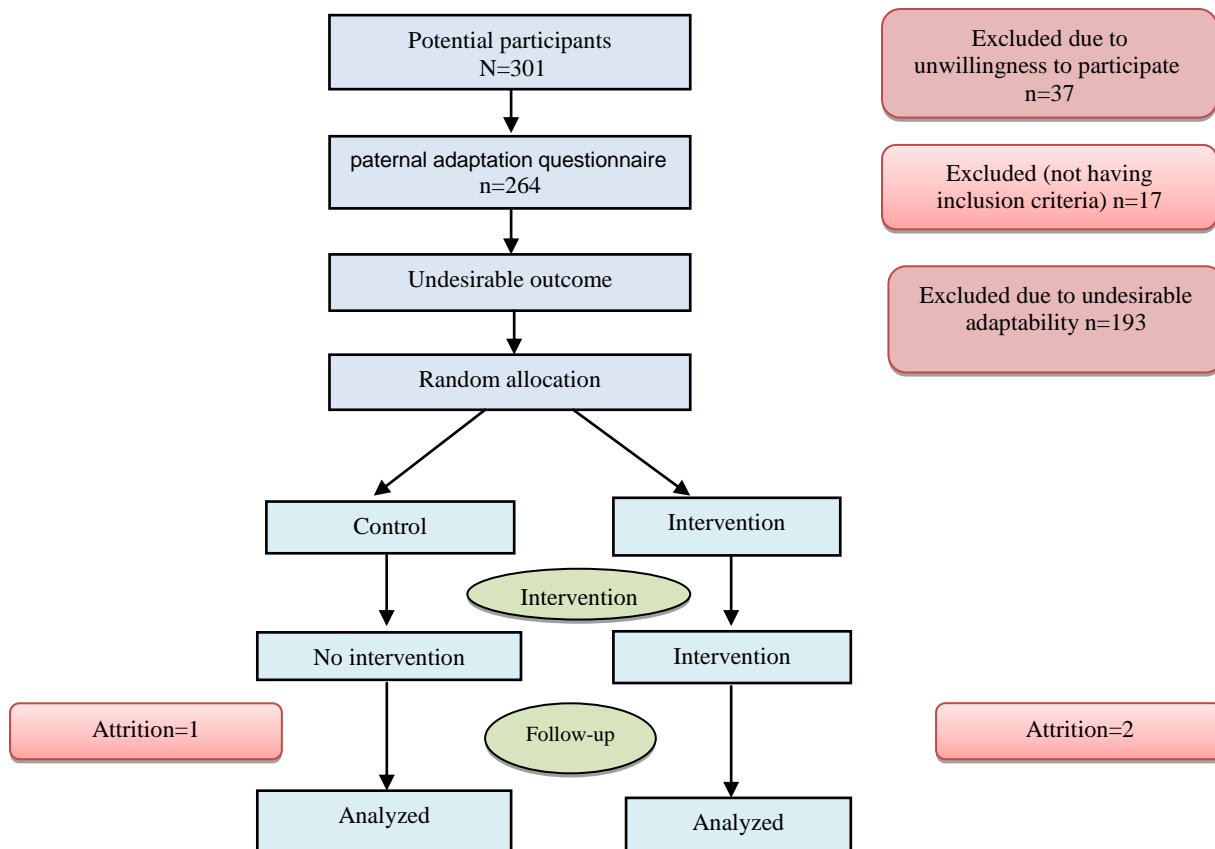 Potential participants
N=301
Excluded due to
unwillingness to participate
n=37
paternal adaptation questionnaire
n=264
Excluded (not having
inclusion criteria) n=17
Undesirable outcome
Excluded due to undesirable
adaptability n=193
Random allocation
Control
Intervention
Intervention
No intervention
Intervention
Attrition=1
Follow-up
Attrition=2
Analyzed
Analyzed